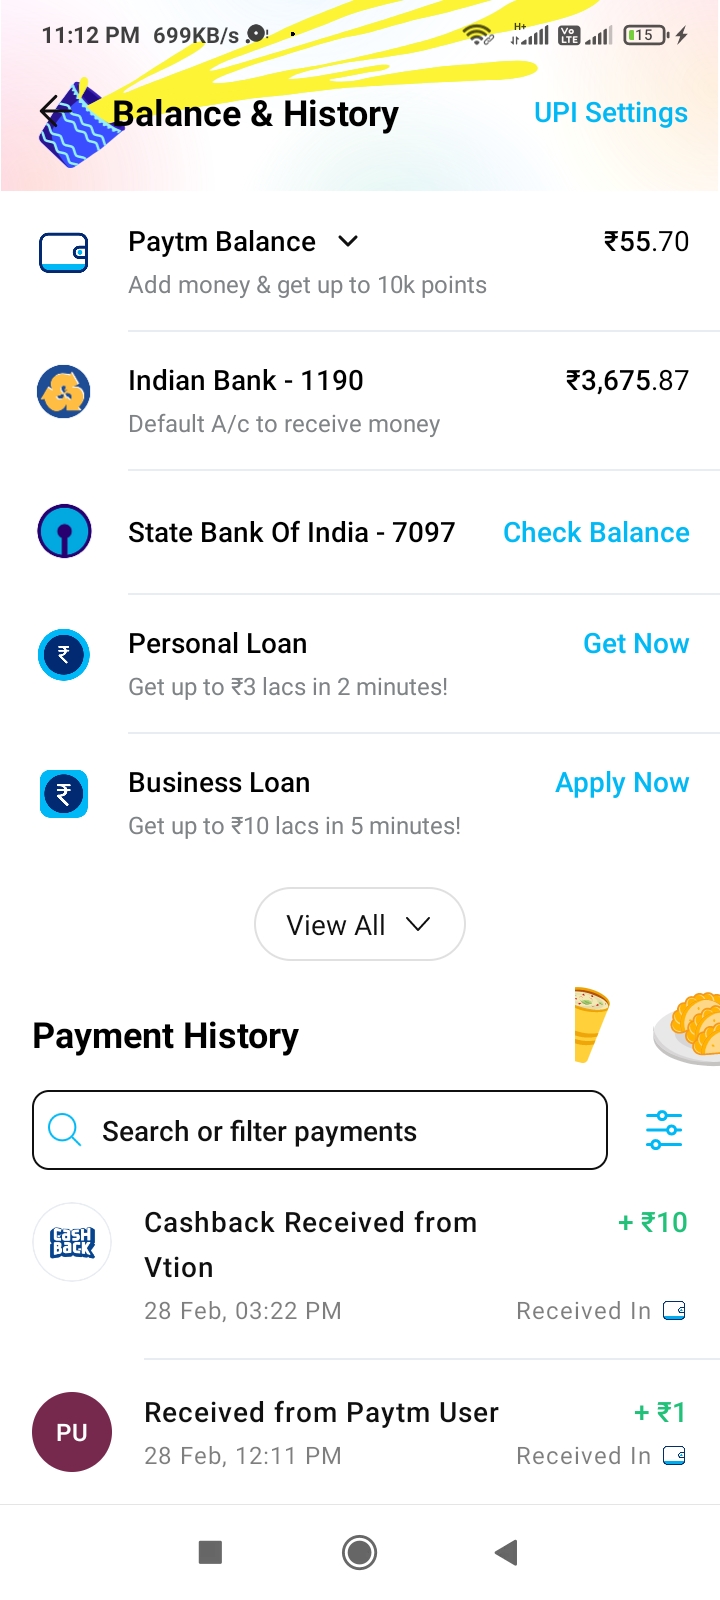 11:12 PM 699KB/s
H+
Vo LTE
15
Balance & History UPI Settings
Paytm Balance ₹55.70
Add money & get up to 10k points
Indian Bank - 1190 ₹3,675.87
Default A/c to receive money
State Bank Of India - 7097 Check Balance
₹
Personal Loan Get Now
Get up to ₹3 lacs in 2 minutes!
₹
Business Loan Apply Now
Get up to ₹10 lacs in 5 minutes!
View All
Payment History
Search or filter payments
CASH BACK
Cashback Received from + ₹10
Vtion
28 Feb, 03:22 PM Received In
PU
Received from Paytm User + ₹1
28 Feb, 12:11 PM Received In